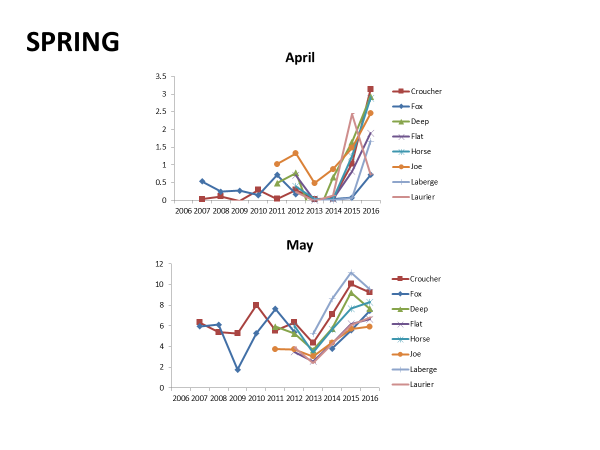 SPRING
April
3.5
3
2.5
2
1.5
1
0.5
0
2006 2007 2008 2009 2010 2011 2012 2013 2014 2015 2016
Croucher
Fox
Deep
Flat
Horse
Joe
Laberge
Laurier
May
12
10
8
6
4
2
0
2006 2007 2008 2009 2010 2011 2012 2013 2014 2015 2016
Croucher
Fox
Deep
Flat
Horse
Joe
Laberge
Laurier